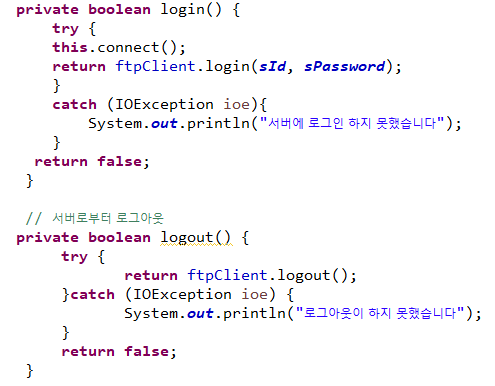 private boolean login() {
try {
this.connect();
return ftpClient.login(sId, sPassword);
}
catch (IOException ioe){
System.out.println("서버에 로그인 하지 못했습니다");
}
return false;
}
// 서버로부터 로그아웃
private boolean logout() {
try {
return ftpClient.logout();
}catch (IOException ioe) {
System.out.println("로그아웃이 하지 못했습니다");
}
return false;
}